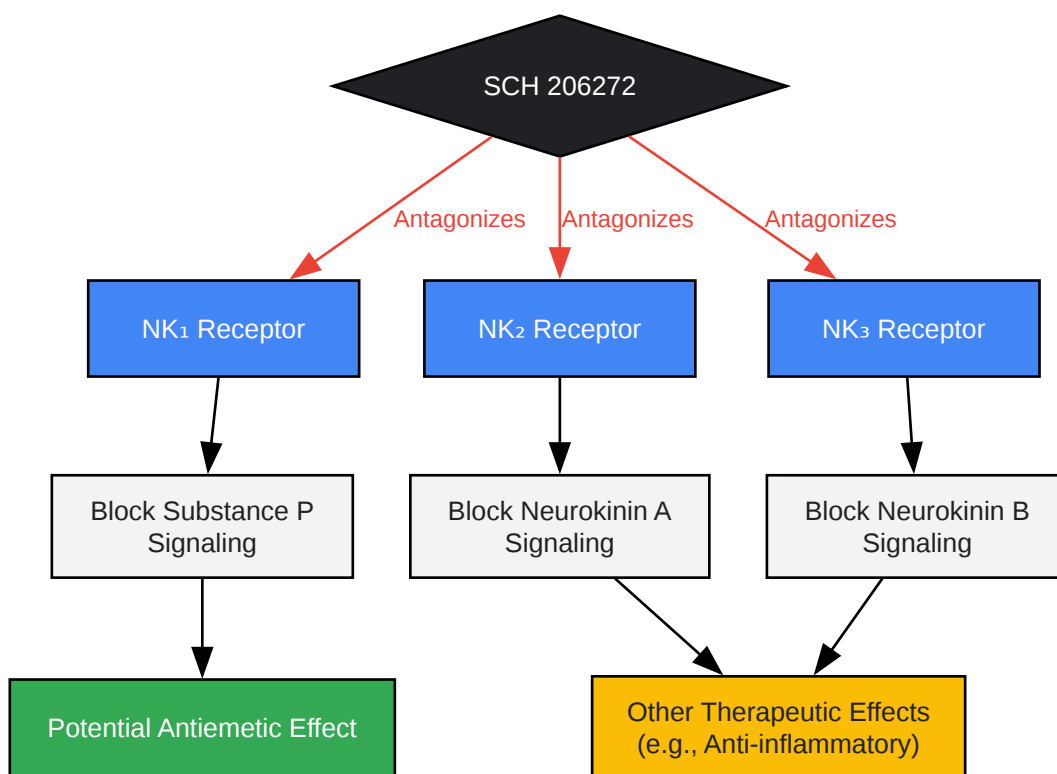 SCH 206272
Antagonizes
Antagonizes
Antagonizes
NK₁ Receptor
NK₂ Receptor
NK₃ Receptor
Block Substance P
Signaling
Block Neurokinin A
Signaling
Block Neurokinin B
Signaling
Potential Antiemetic Effect
Other Therapeutic Effects
(e.g., Anti-inflammatory)